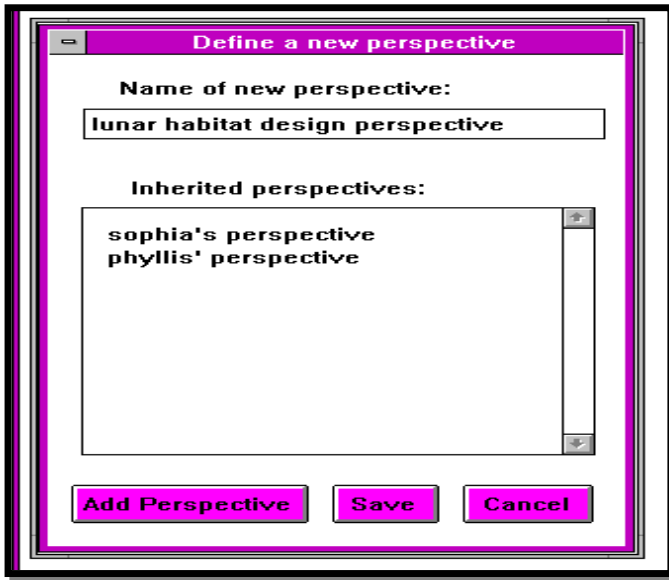 Define a new perspective
Name of new perspective:
lunar habitat design perspective
Inherited perspectives:
sophia's perspective
phyllis' perspective
Add Perspective Save Cancel